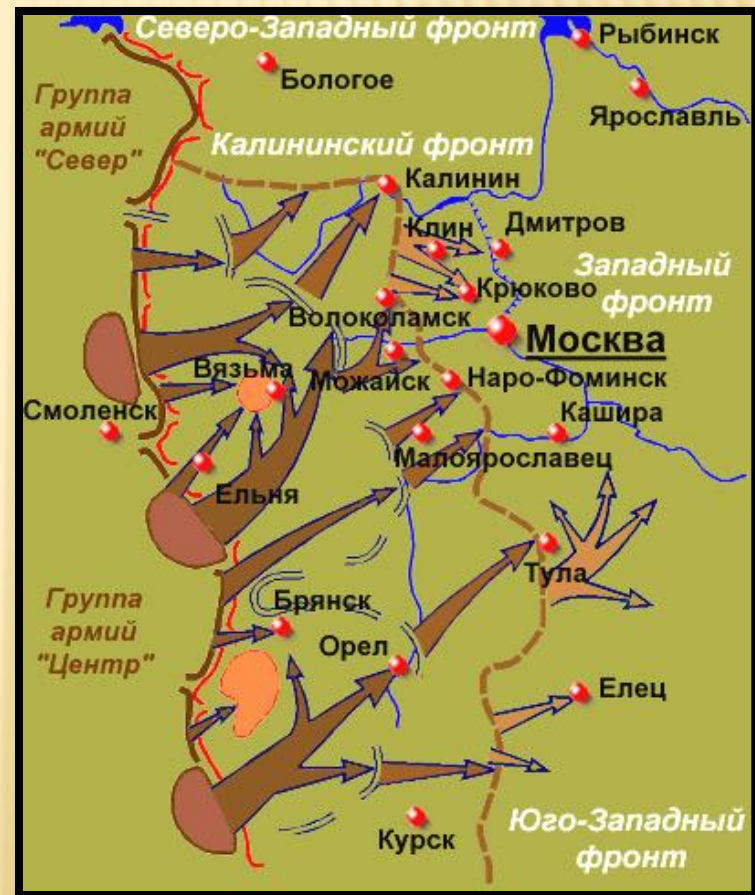 Северо-Западный фронт
Рыбинск
Бологое
Ярославль
Группа
армий
"Север"
Калининский фронт
Калинин
Клин
Дмитров
Западный
фронт
Крюково
Волоколамск
Москва
Вязьма
Можайск
Наро-Фоминск
Смоленск
Кашира
Малоярославец
Ельня
Тула
Группа
армий
"Центр"
Брянск
Орел
Елец
Курск
Юго-Западный
фронт